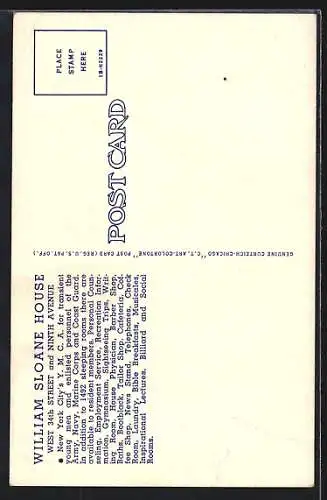 WILLIAM SLOANE HOUSE
WEST 34th STREET and NINTH AVENUE
● New York City's Y. M. C. A. for transient
young men and enlisted personnel of the
Army, Navy, Marine Corps and Coast Guard.
In addition to 1492 sleeping rooms there are
available to resident members, Personal Coun-
seling, Employment Service, Recreation Infor-
mation, Gymnasium, Sightseeing Trips, Writ-
ing Room, House Physician, Barber Shop,
Baths, Bootblack, Tailor Shop, Cafeteria, Cof-
fee Shop, News Stand, Telephones, Check
Room, Laundry, Bible Breakfasts, Musicales,
Inspirational Lectures, Billiard and Social
Rooms.
GENUINE CURTEICH-CHICAGO "C.T. ART-COLORTONE" POST CARD (REG. U.S. PAT. OFF.)
POST CARD
PLACE
STAMP
HERE